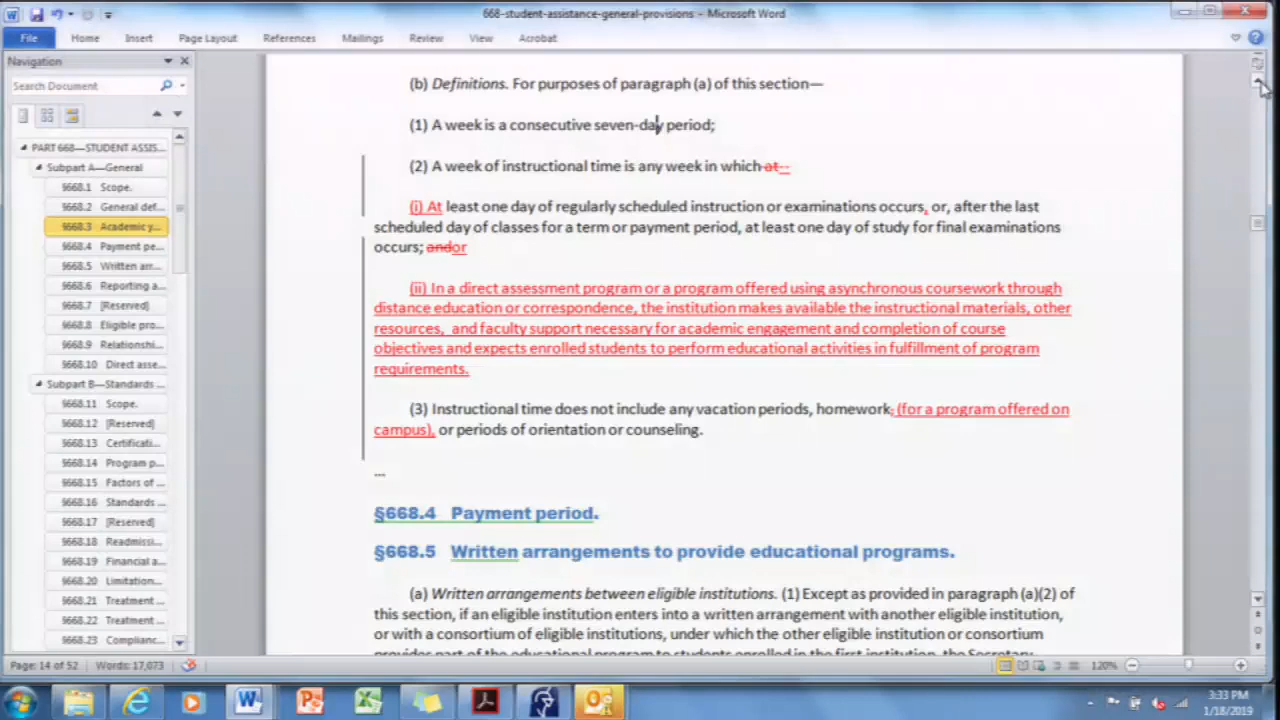 668-student-assistance-general-provisions - Microsoft Word
File Home Insert Page Layout References Mailings Review View Acrobat
Navigation
Search Document
PART 668—STUDENT ASSIS...
Subpart A—General
§668.1 Scope.
§668.2 General def...
§668.3 Academic y...
§668.4 Payment pe...
§668.5 Written arr...
§668.6 Reporting a...
§668.7 [Reserved]
§668.8 Eligible pro...
§668.9 Relationshi...
§668.10 Direct asse...
Subpart B—Standards ...
§668.11 Scope.
§668.12 [Reserved]
§668.13 Certificati...
§668.14 Program p...
§668.15 Factors of ...
§668.16 Standards ...
§668.17 [Reserved]
§668.18 Readmissi...
§668.19 Financial a...
§668.20 Limitation...
§668.21 Treatment ...
§668.22 Treatment ...
§668.23 Complianc...
(b) Definitions. For purposes of paragraph (a) of this section—
(1) A week is a consecutive seven-day period;
(2) A week of instructional time is any week in which at--
(i) At least one day of regularly scheduled instruction or examinations occurs, or, after the last
scheduled day of classes for a term or payment period, at least one day of study for final examinations
occurs; andor
(ii) In a direct assessment program or a program offered using asynchronous coursework through
distance education or correspondence, the institution makes available the instructional materials, other
resources, and faculty support necessary for academic engagement and completion of course
objectives and expects enrolled students to perform educational activities in fulfillment of program
requirements.
(3) Instructional time does not include any vacation periods, homework, (for a program offered on
campus), or periods of orientation or counseling.
...
§668.4 Payment period.
§668.5 Written arrangements to provide educational programs.
(a) Written arrangements between eligible institutions. (1) Except as provided in paragraph (a)(2) of
this section, if an eligible institution enters into a written arrangement with another eligible institution,
or with a consortium of eligible institutions, under which the other eligible institution or consortium
provides part of the educational program to students enrolled in the first institution, the Secretary
Page: 14 of 52 Words: 17,073 120%
3:33 PM
1/18/2019